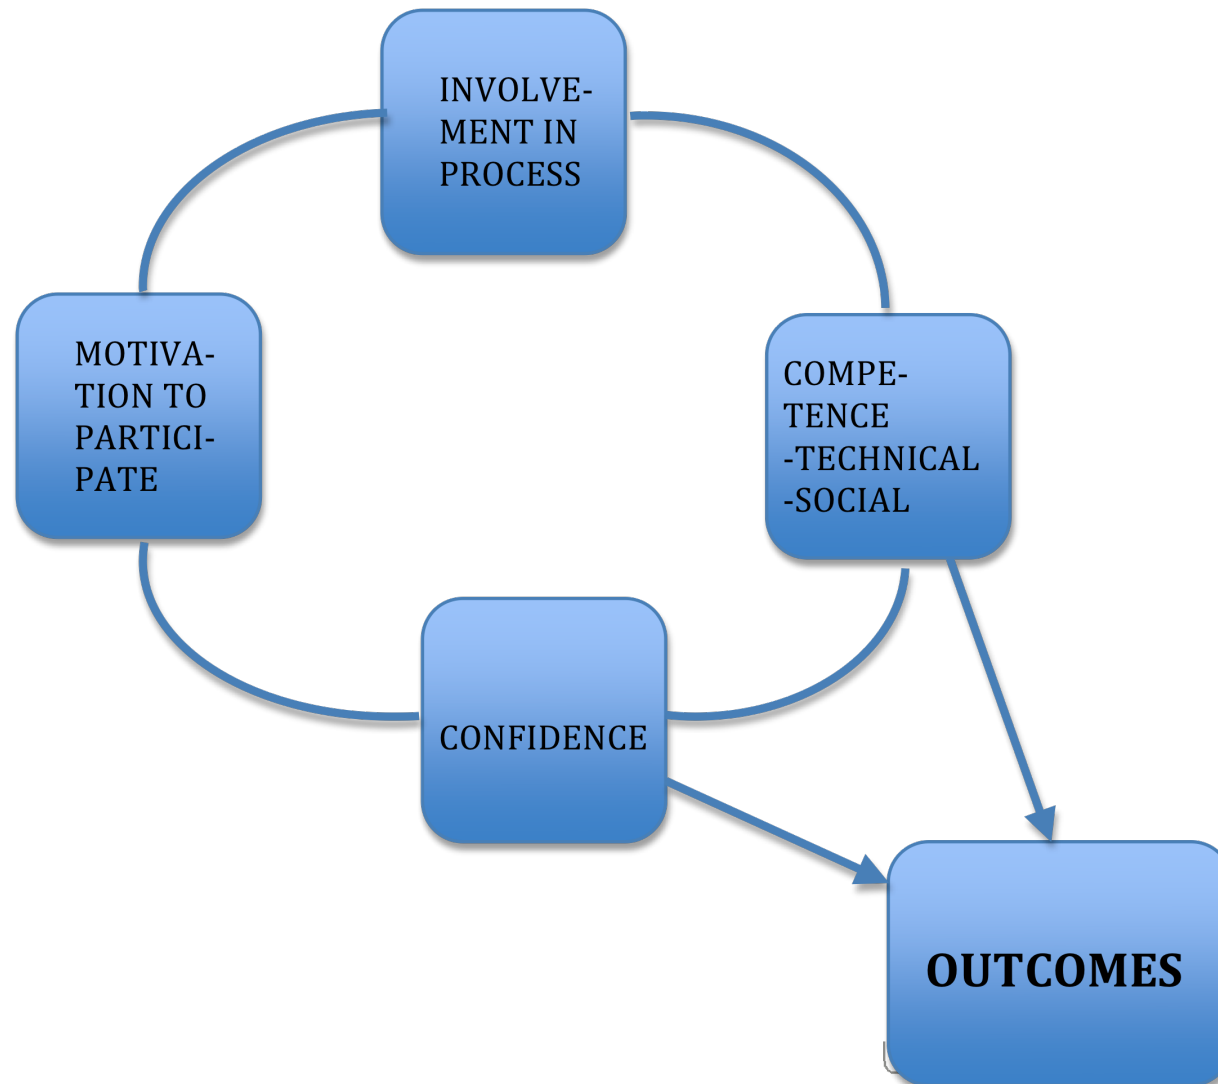 INVOLVE-
MENT IN
PROCESS
MOTIVA-
TION TO
PARTICI-
PATE
COMPE-
TENCE
-TECHNICAL
-SOCIAL
CONFIDENCE
OUTCOMES